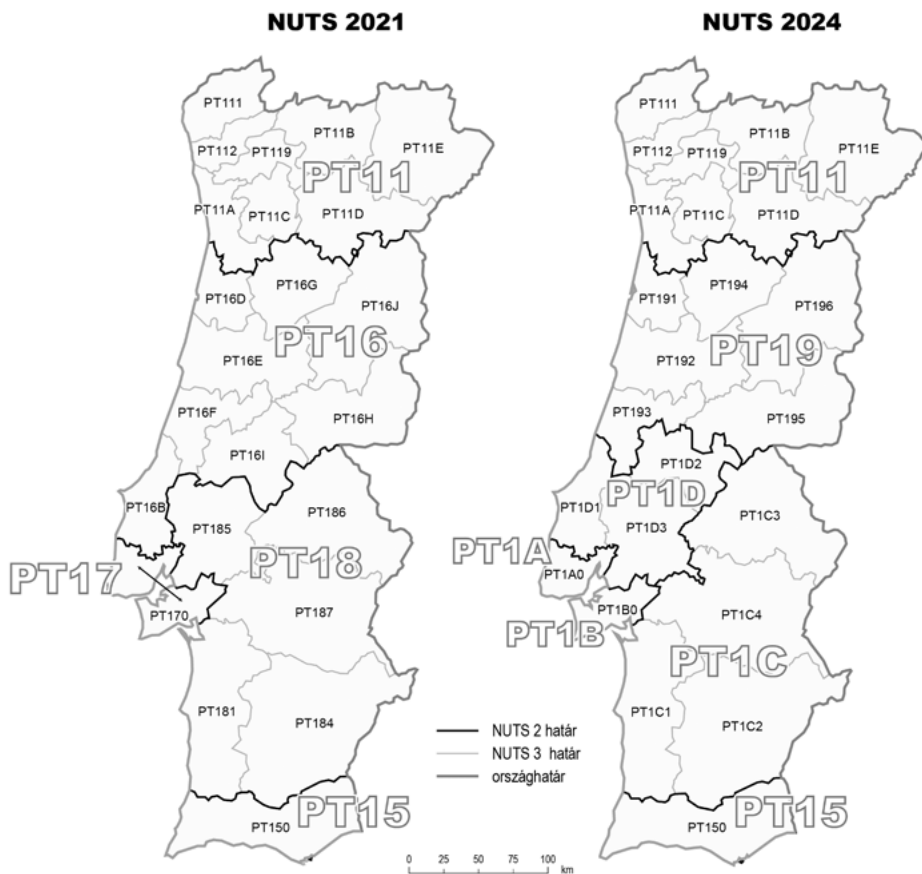 NUTS 2021
PT111
PT112
PT119
PT11B
PT11E
PT11
PT11A
PT11C
PT11D
PT16D
PT16G
PT16J
PT16
PT16E
PT16F
PT16H
PT16I
PT16B
PT185
PT186
PT18
PT17
PT170
PT187
PT181
PT184
PT15
PT150
NUTS 2024
PT111
PT112
PT119
PT11B
PT11E
PT11
PT11A
PT11C
PT11D
PT191
PT194
PT196
PT19
PT192
PT193
PT195
PT1D2
PT1D
PT1D1
PT1D3
PT1C3
PT1A
PT1A0
PT1B0
PT1B
PT1C4
PT1C
PT1C1
PT1C2
PT15
PT150
NUTS 2 határ
NUTS 3 határ
országhatár
0 25 50 75 100
km